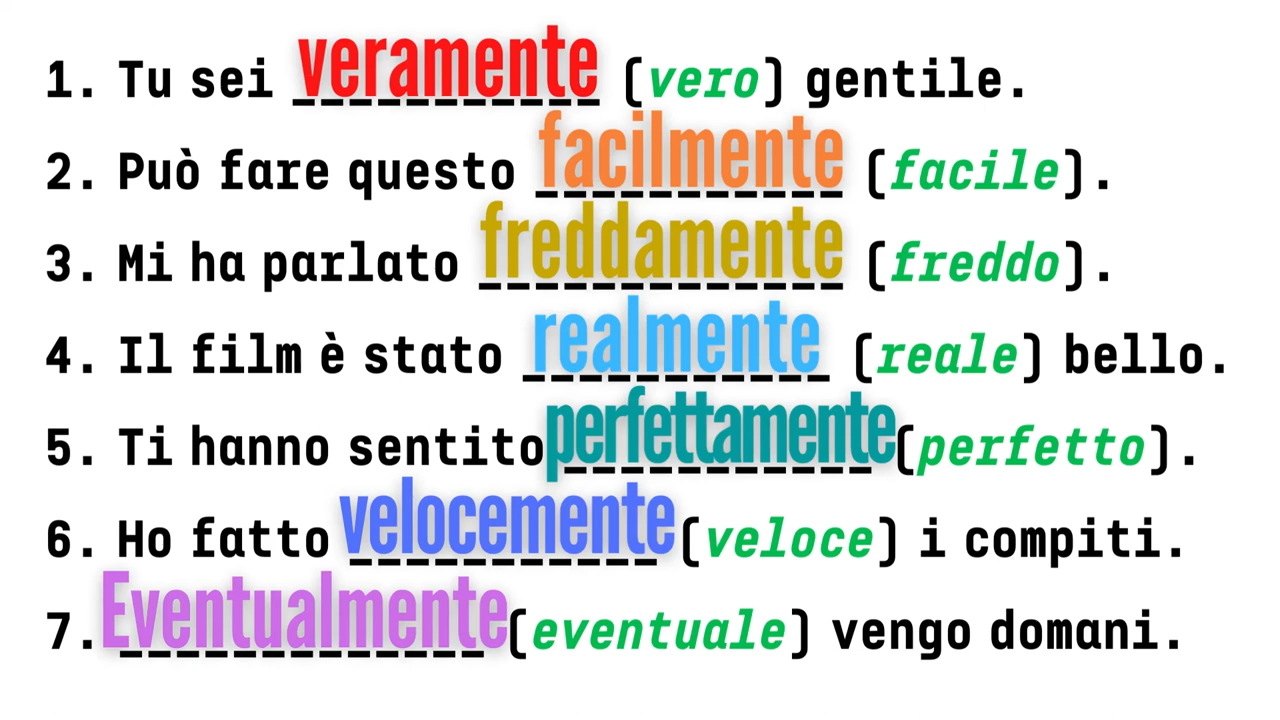 1. Tu sei veramente (vero) gentile.
2. Può fare questo facilmente (facile).
3. Mi ha parlato freddamente (freddo).
4. Il film è stato realmente (reale) bello.
5. Ti hanno sentito perfettamente (perfetto).
6. Ho fatto velocemente (veloce) i compiti.
7. Eventualmente (eventuale) vengo domani.